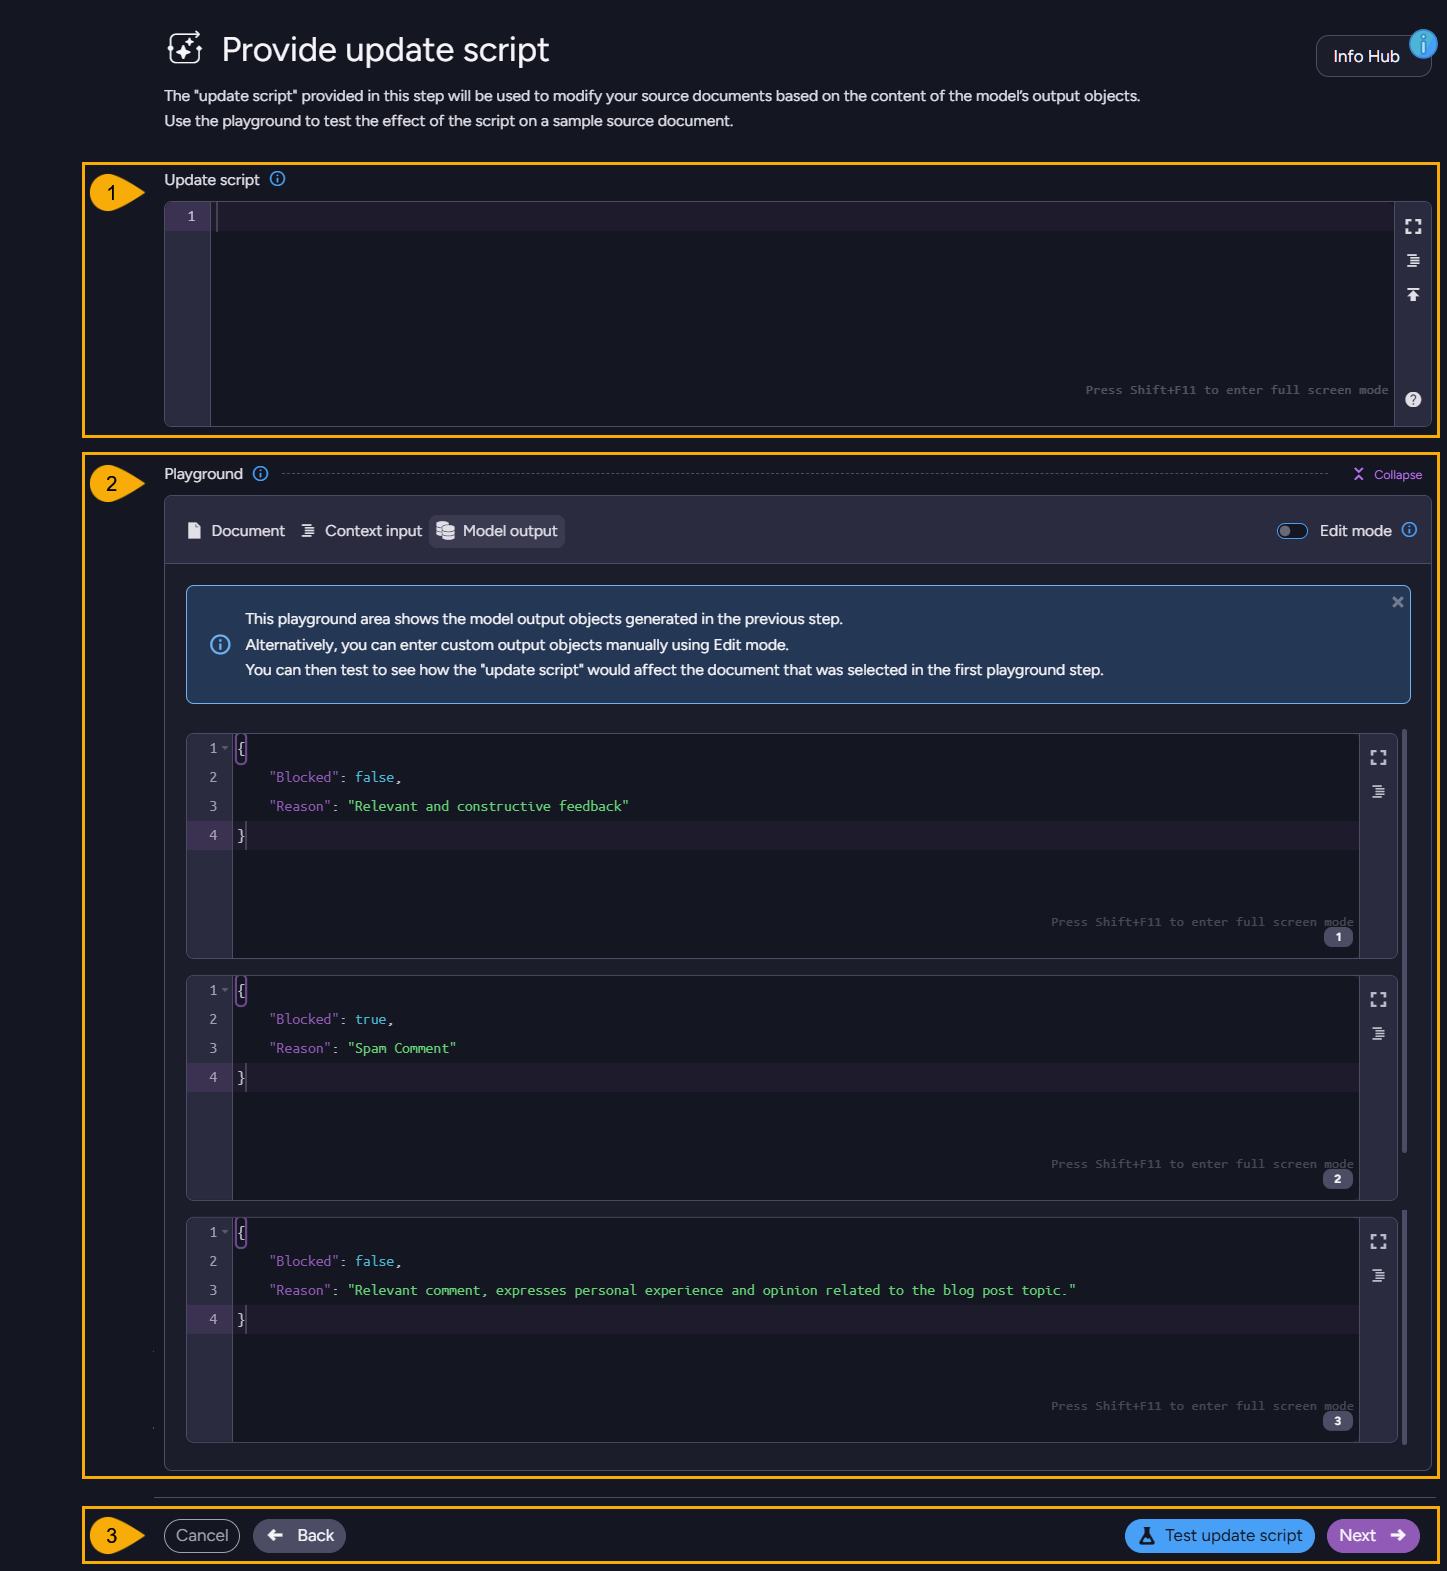 Provide update script
Info Hub
The "update script" provided in this step will be used to modify your source documents based on the content of the model's output objects.
Use the playground to test the effect of the script on a sample source document.
1
Update script
1
Press Shift+F11 to enter full screen mode
2
Playground
Collapse
Document
Context input
Model output
Edit mode
This playground area shows the model output objects generated in the previous step.
Alternatively, you can enter custom output objects manually using Edit mode.
You can then test to see how the "update script" would affect the document that was selected in the first playground step.
1 {
2 "Blocked": false,
3 "Reason": "Relevant and constructive feedback"
4 }
Press Shift+F11 to enter full screen mode
1
1 {
2 "Blocked": true,
3 "Reason": "Spam Comment"
4 }
Press Shift+F11 to enter full screen mode
2
1 {
2 "Blocked": false,
3 "Reason": "Relevant comment, expresses personal experience and opinion related to the blog post topic."
4 }
Press Shift+F11 to enter full screen mode
3
3
Cancel
Back
Test update script
Next